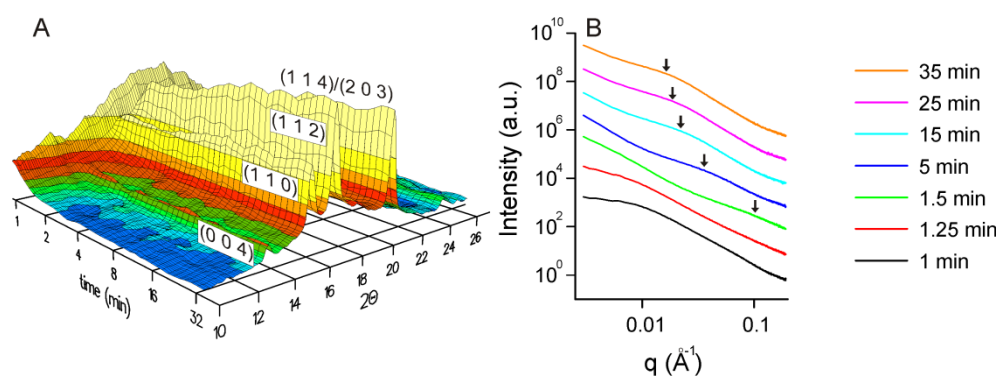 A
(1 1 4)/(2 0 3)
(1 1 2)
(1 1 0)
(0 0 4)
1
2
4
8
16
32
time (min)
10
12
14
16
18
20
22
24
26
2Θ
B
Intensity (a.u.)
10^10
10^8
10^6
10^4
10^2
10^0
0.01
0.1
q (Å^-1)
35 min
25 min
15 min
5 min
1.5 min
1.25 min
1 min